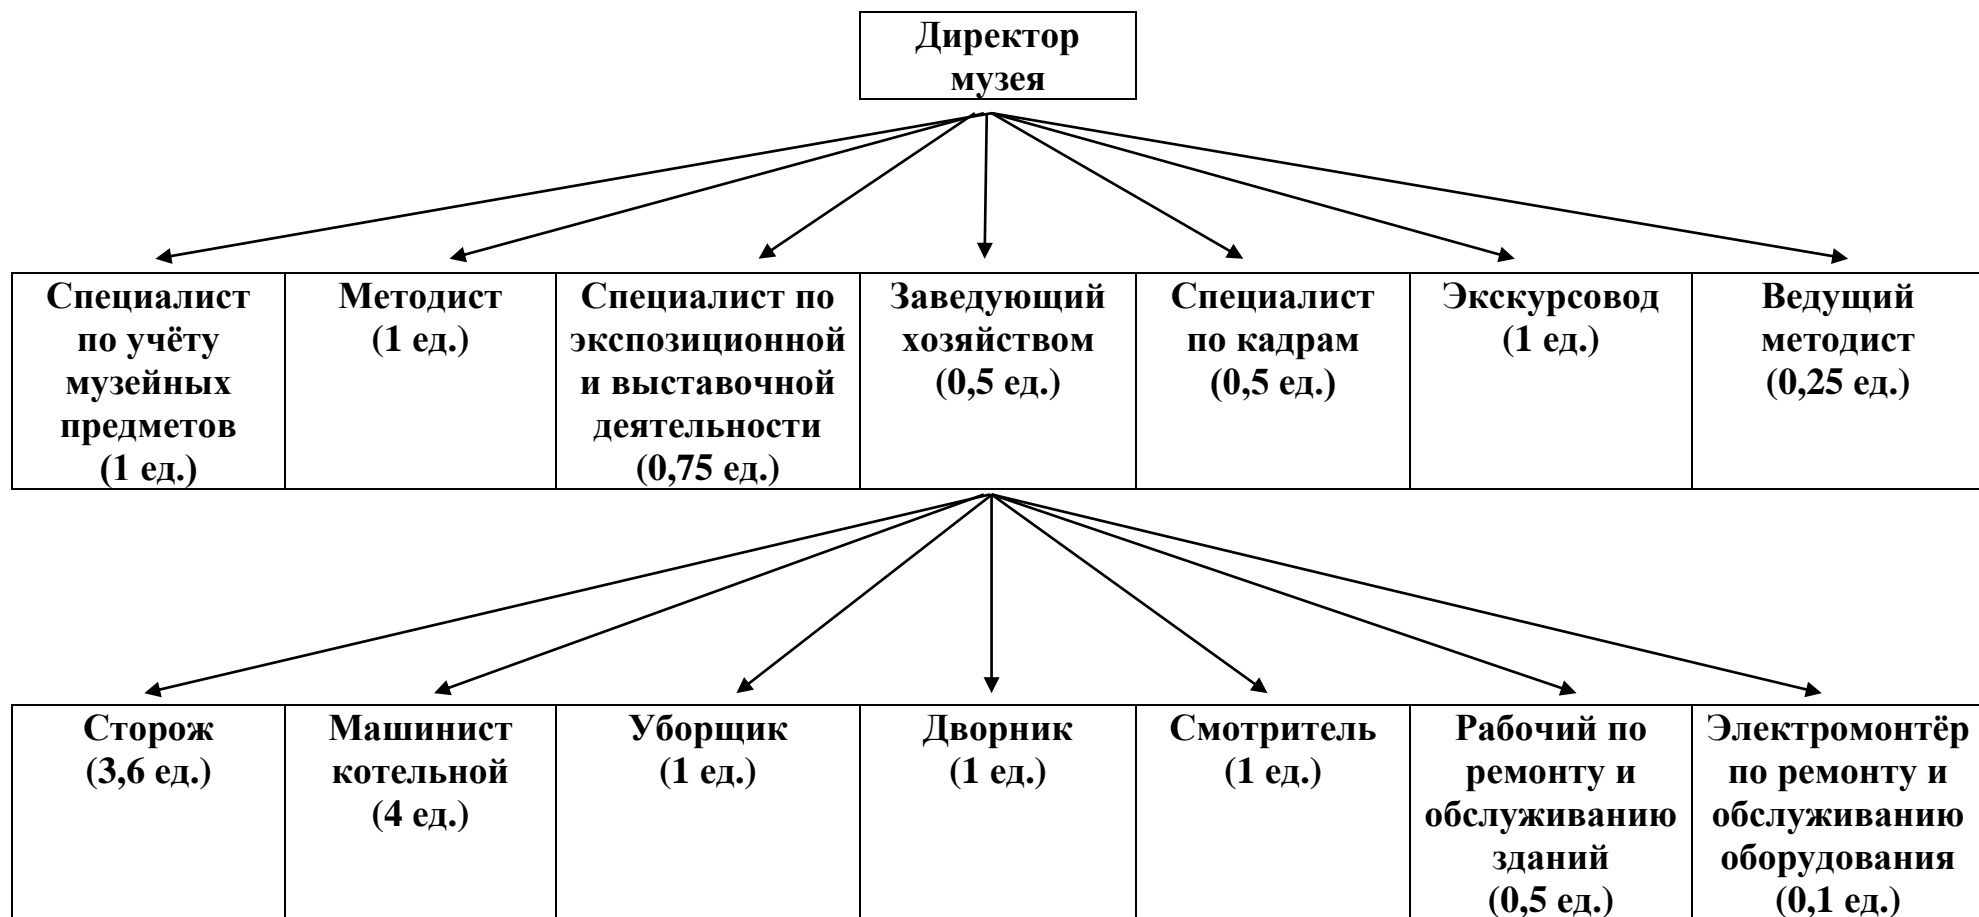 Директор
музея
Специалист
по учёту
музейных
предметов
(1 ед.)
Методист
(1 ед.)
Специалист по
экспозиционной
и выставочной
деятельности
(0,75 ед.)
Заведующий
хозяйством
(0,5 ед.)
Специалист
по кадрам
(0,5 ед.)
Экскурсовод
(1 ед.)
Ведущий
методист
(0,25 ед.)
Сторож
(3,6 ед.)
Машинист
котельной
(4 ед.)
Уборщик
(1 ед.)
Дворник
(1 ед.)
Смотритель
(1 ед.)
Рабочий по
ремонту и
обслуживанию
зданий
(0,5 ед.)
Электромонтёр
по ремонту и
обслуживанию
оборудования
(0,1 ед.)